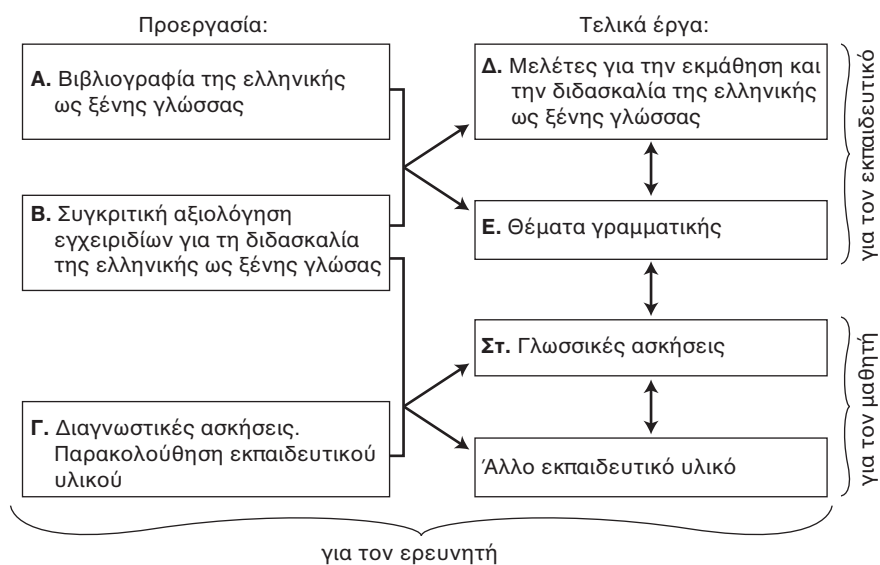 Προεργασία:
Α. Βιβλιογραφία της ελληνικής
ως ξένης γλώσσας
Β. Συγκριτική αξιολόγηση
εγχειριδίων για τη διδασκαλία
της ελληνικής ως ξένης γλώσας
Γ. Διαγνωστικές ασκήσεις.
Παρακολούθηση εκπαιδευτικού
υλικού
Τελικά έργα:
Δ. Μελέτες για την εκμάθηση και
την διδασκαλία της ελληνικής
ως ξένης γλώσσας
Ε. Θέματα γραμματικής
Στ. Γλωσσικές ασκήσεις
Άλλο εκπαιδευτικό υλικό
για τον εκπαιδευτικό
για τον μαθητή
για τον ερευνητή